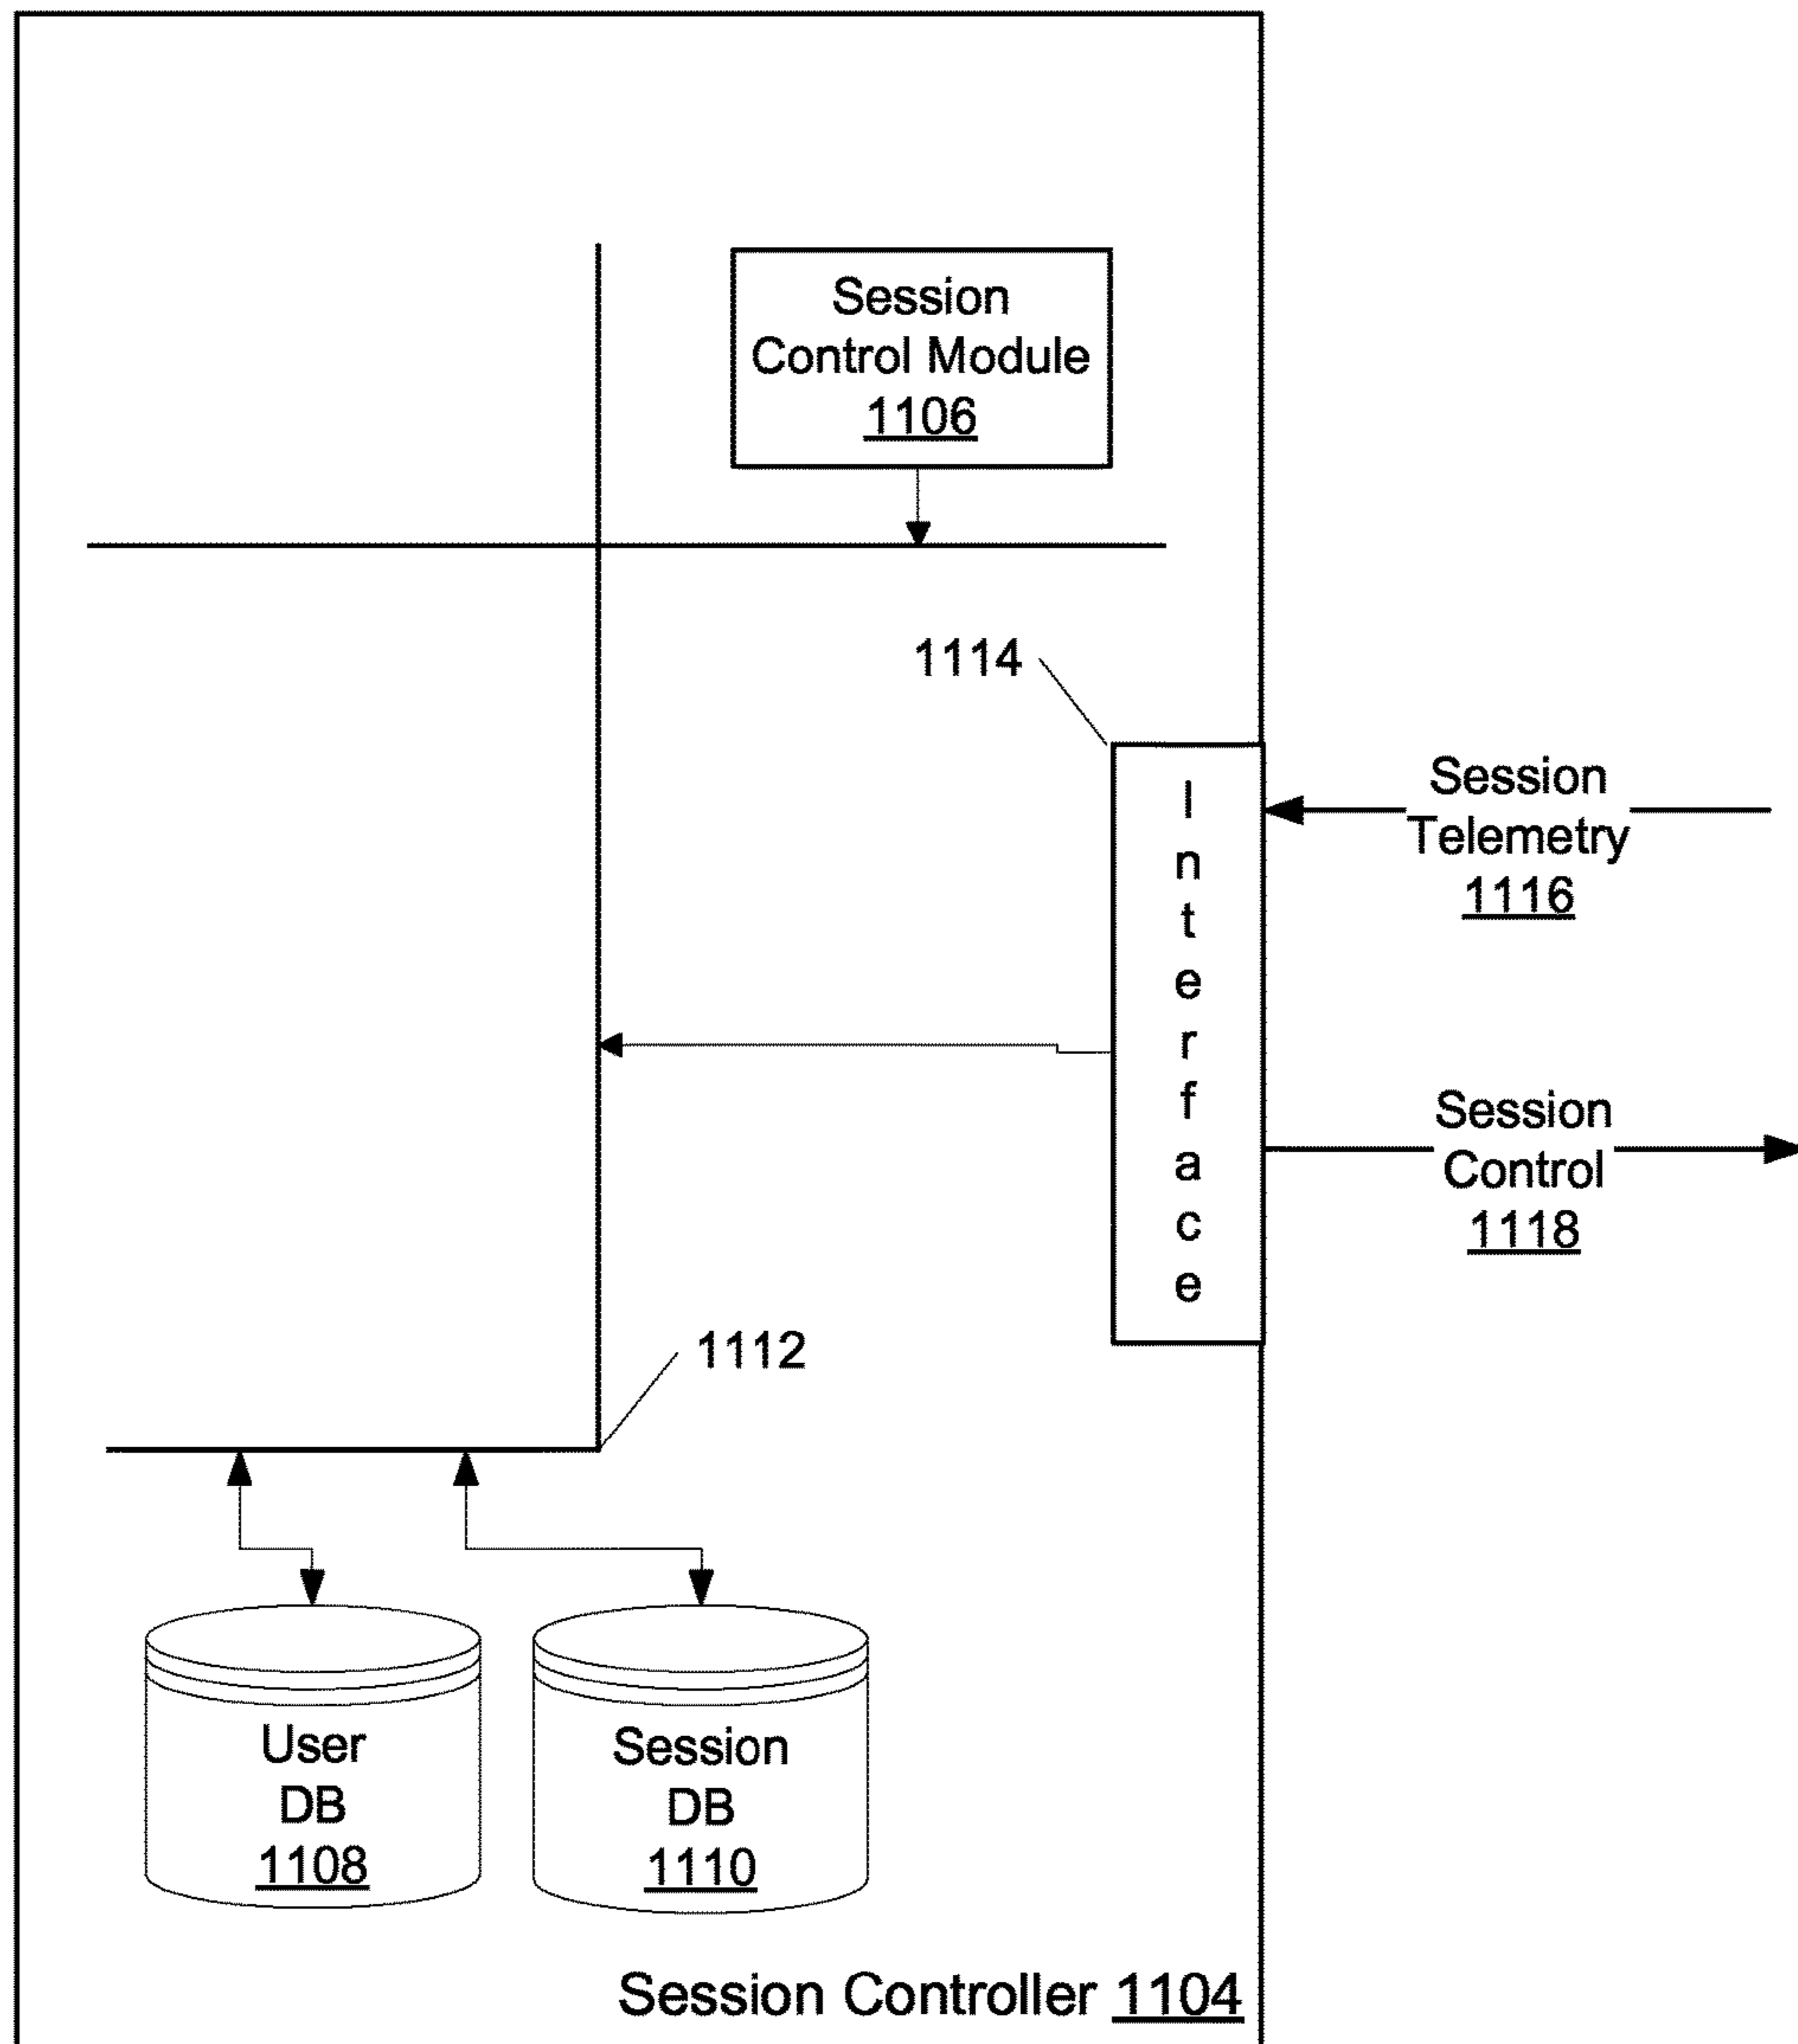 Session
Control Module
1106
1114
Session
Telemetry
1116
Interface
Session
Control
1118
1112
User
DB
1108
Session
DB
1110
Session Controller 1104